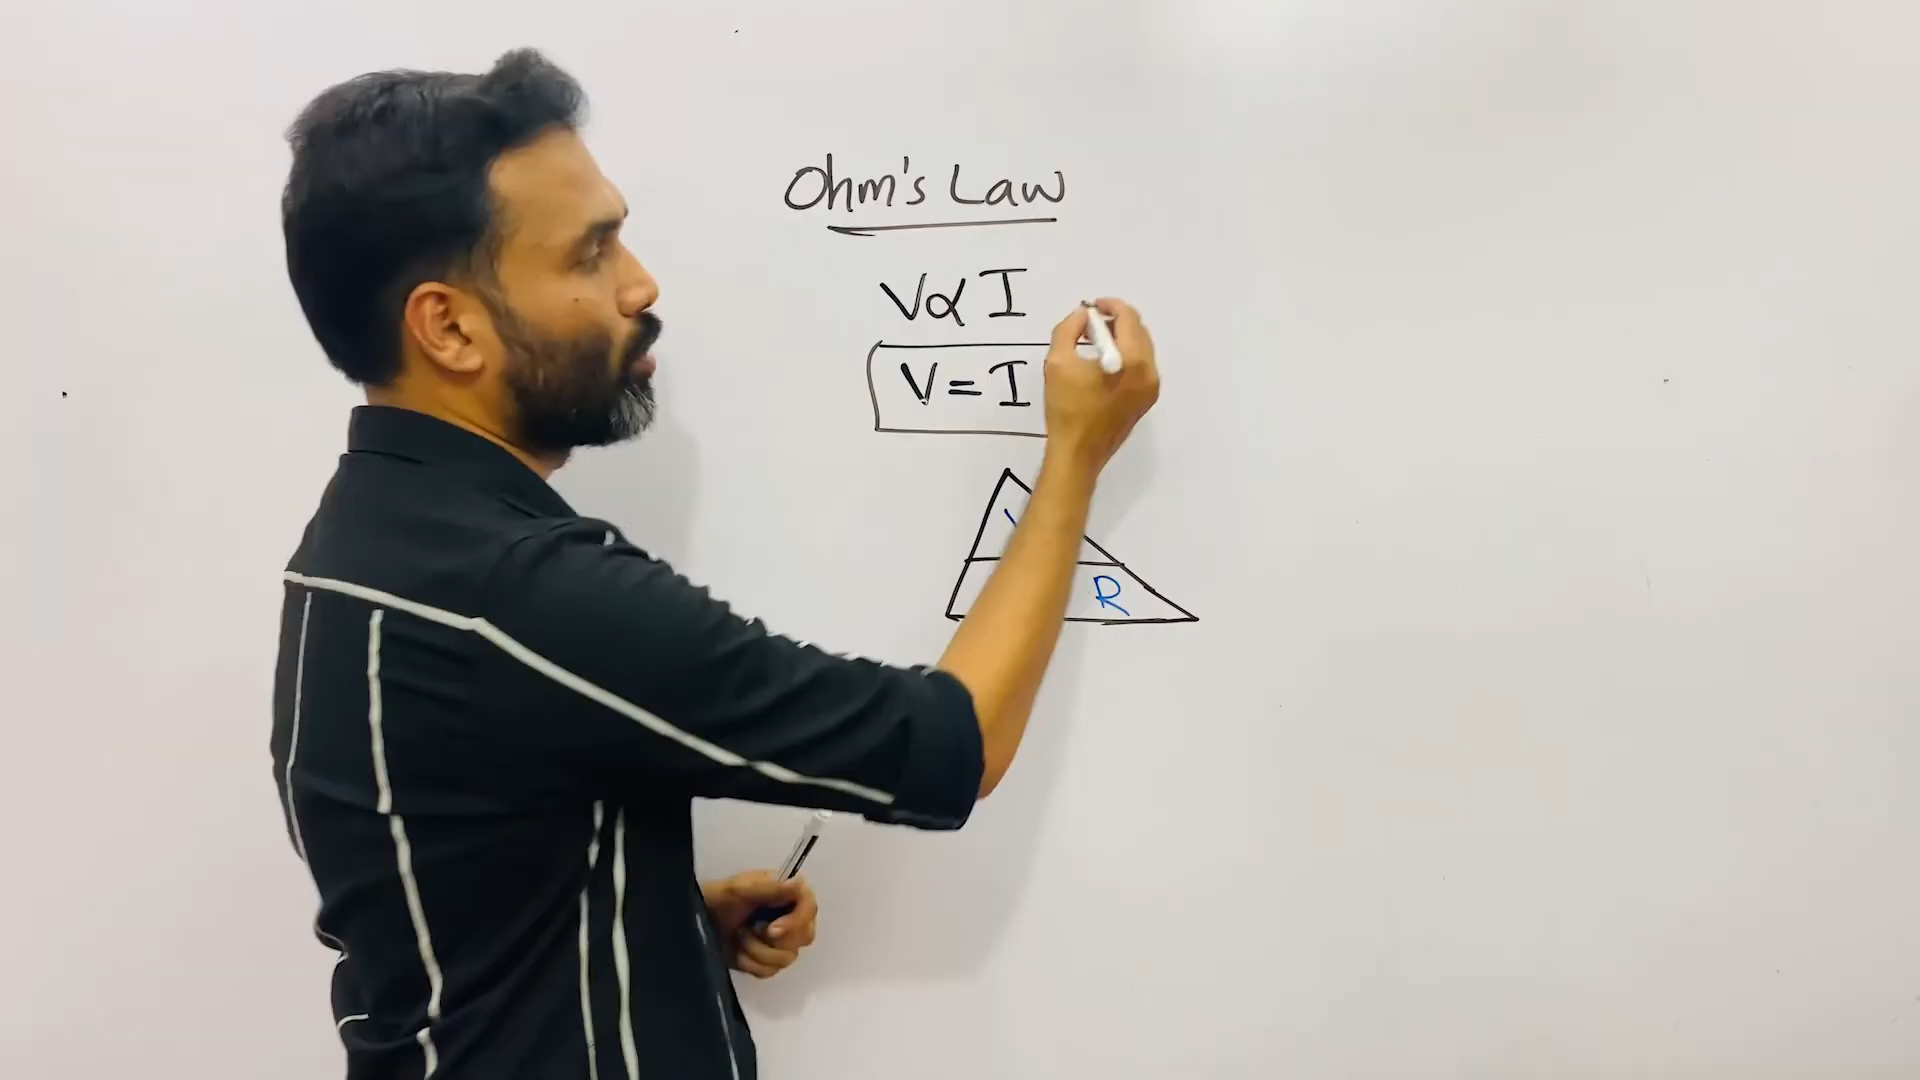 Ohm's Law
V∝ I
V = I
R